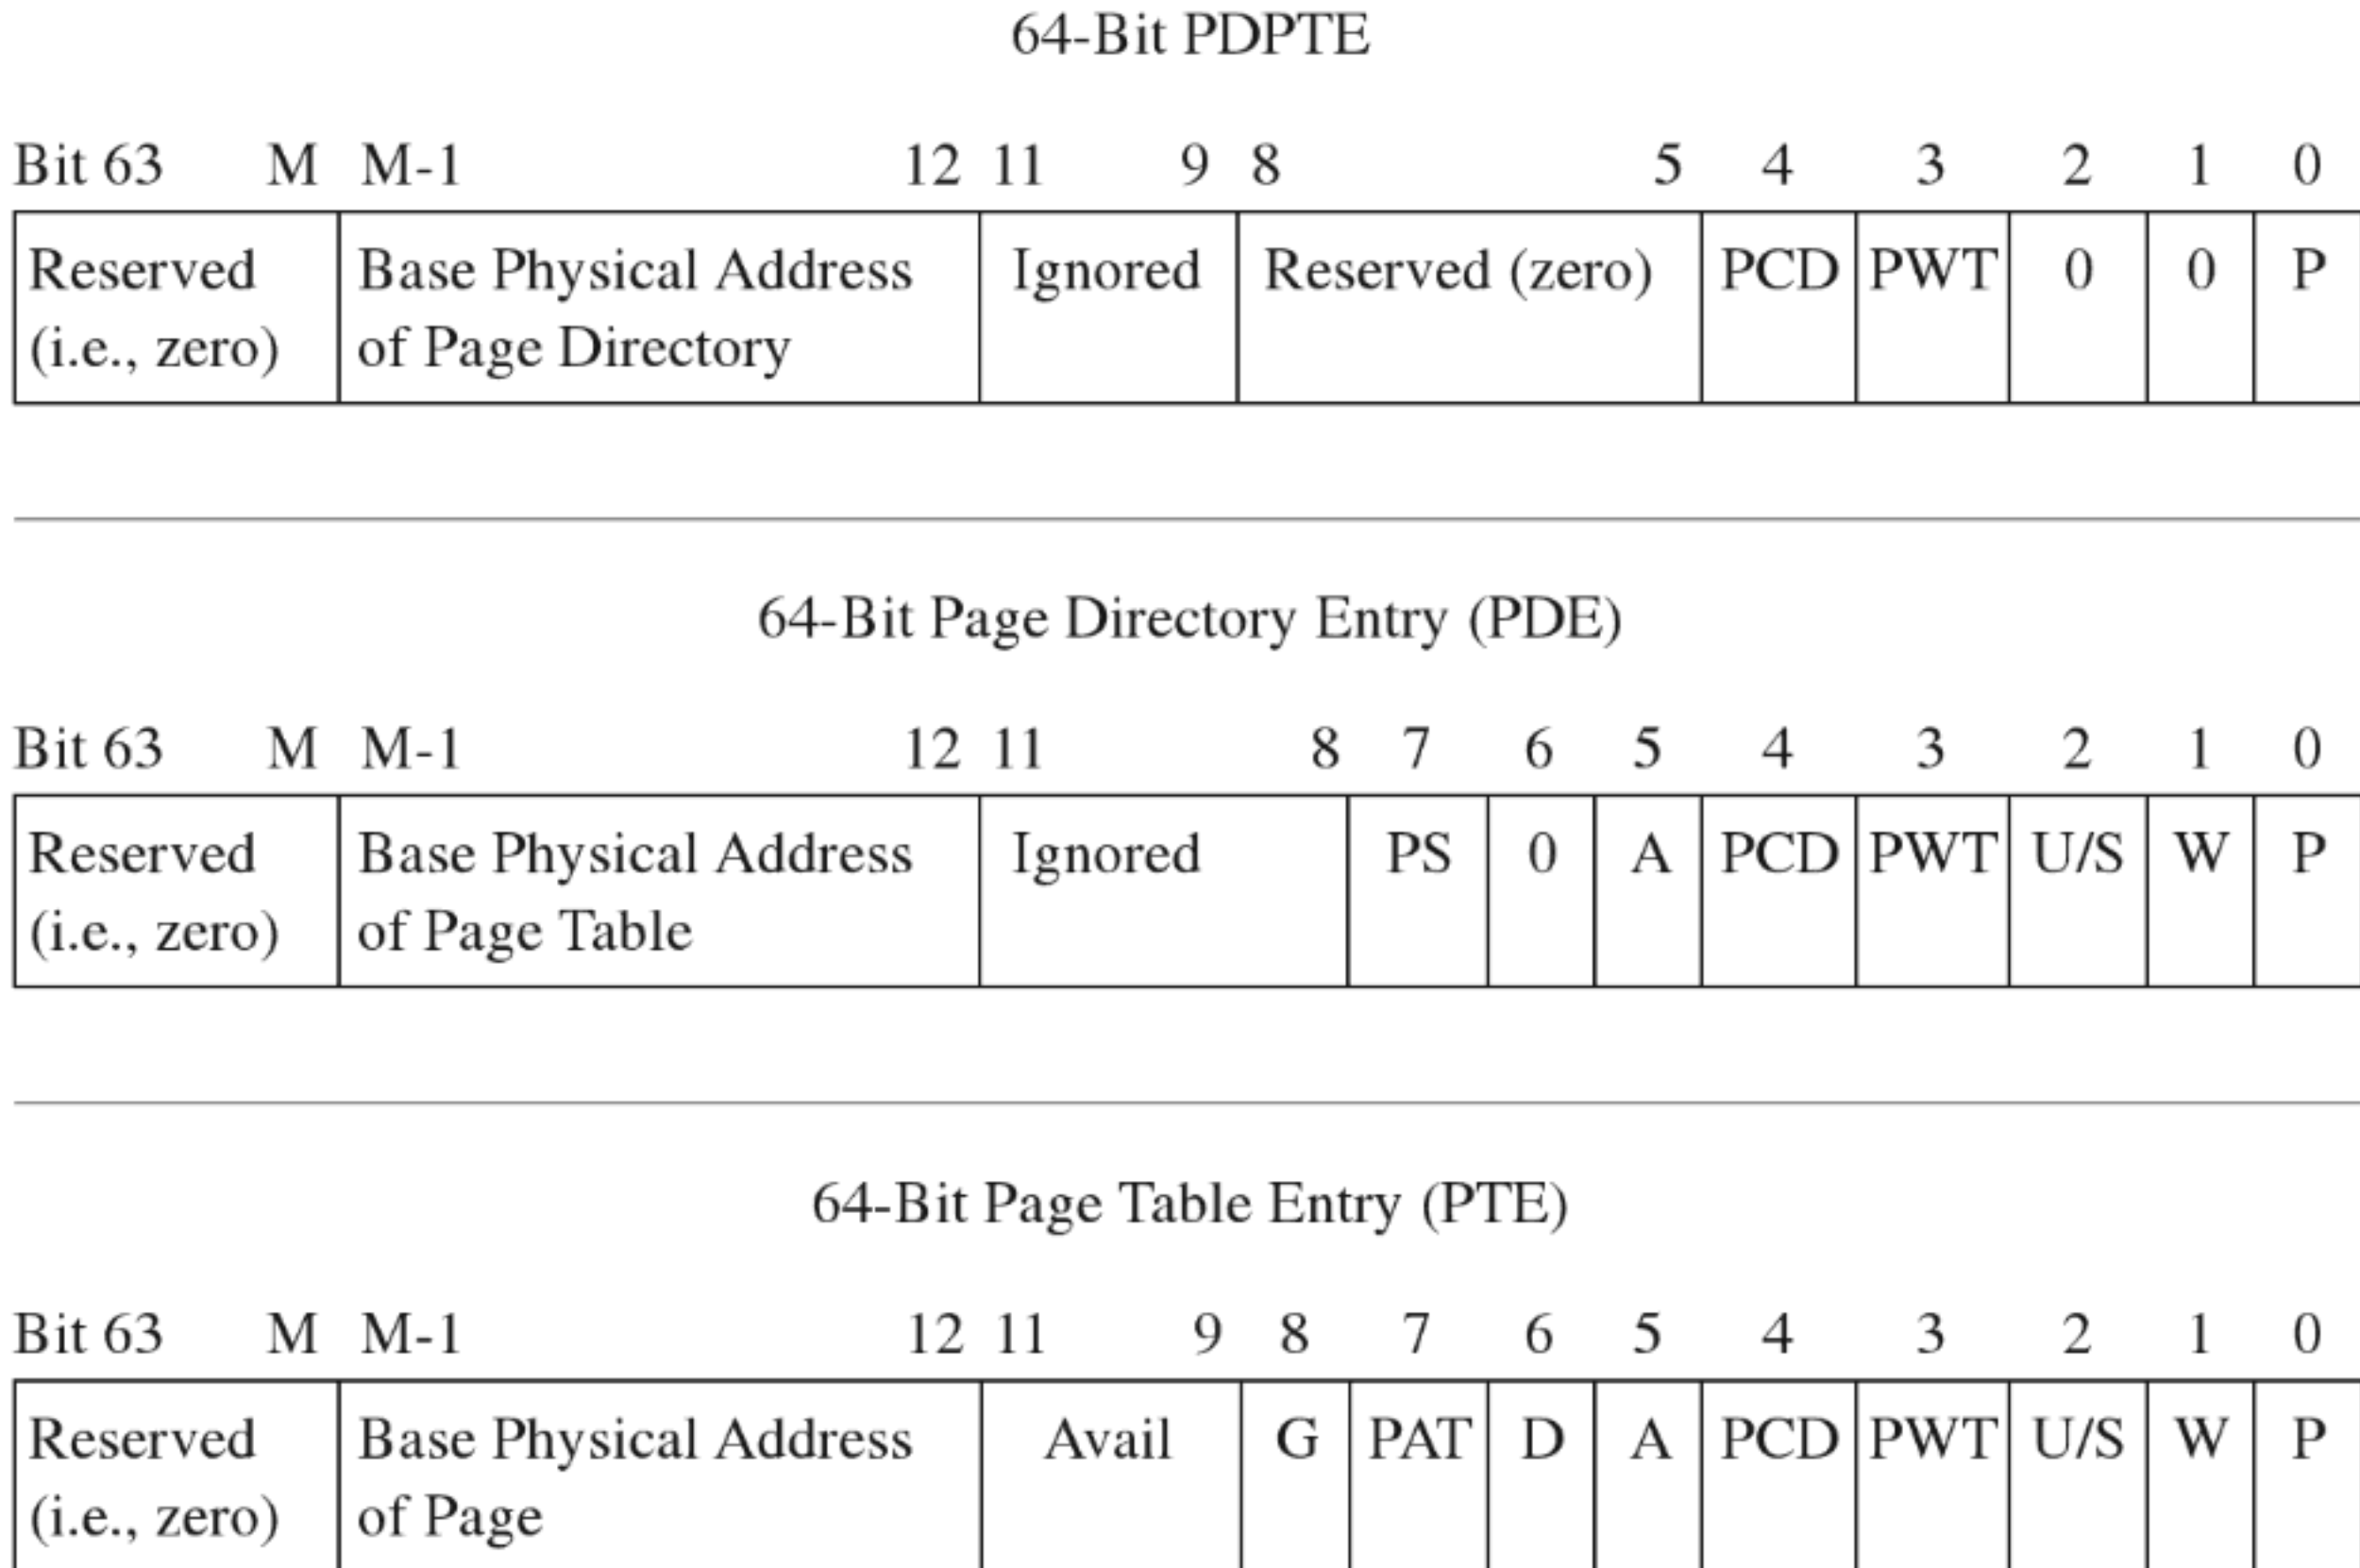 64-Bit PDPTE
Bit 63 M M-1 12 11 9 8 5 4 3 2 1 0
Reserved Base Physical Address Ignored Reserved (zero) PCD PWT 0 0 P
(i.e., zero) of Page Directory
64-Bit Page Directory Entry (PDE)
Bit 63 M M-1 12 11 8 7 6 5 4 3 2 1 0
Reserved Base Physical Address Ignored PS 0 A PCD PWT U/S W P
(i.e., zero) of Page Table
64-Bit Page Table Entry (PTE)
Bit 63 M M-1 12 11 9 8 7 6 5 4 3 2 1 0
Reserved Base Physical Address Avail G PAT D A PCD PWT U/S W P
(i.e., zero) of Page